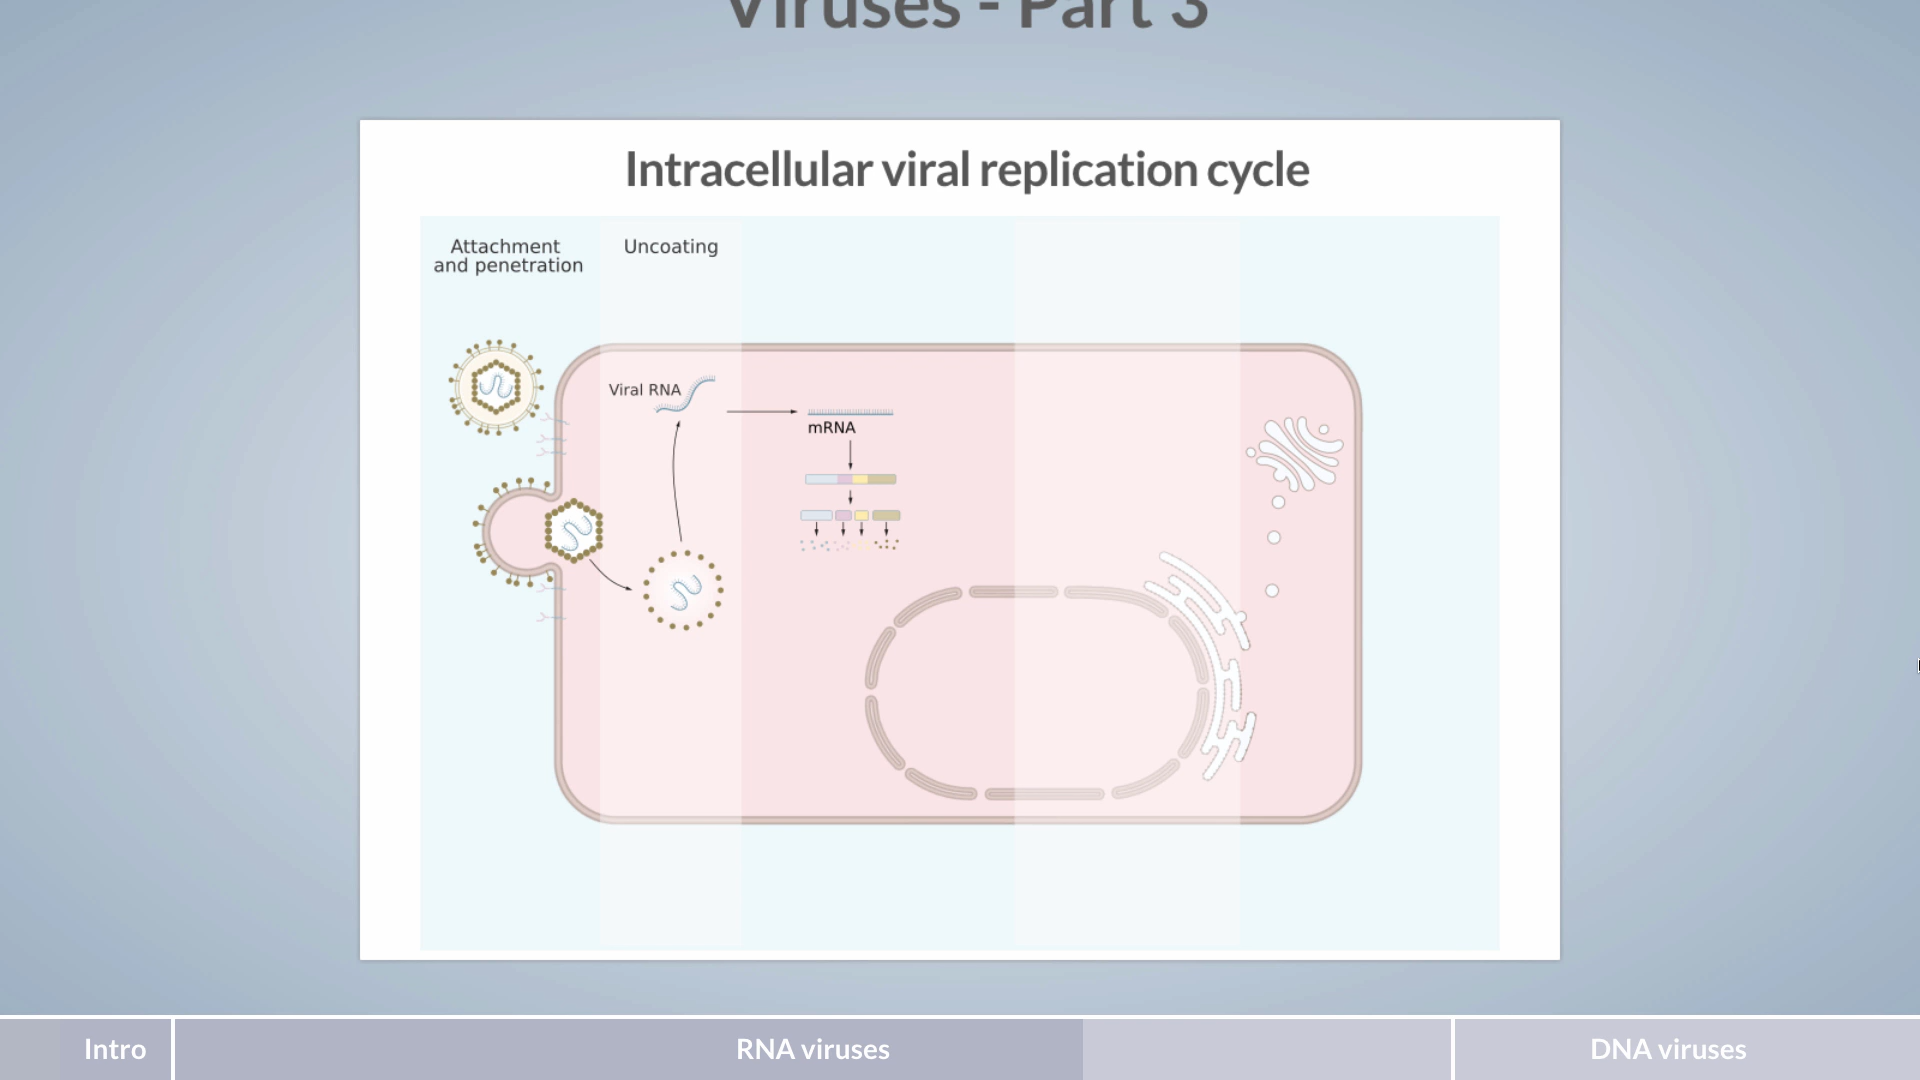 Viruses - Part 3
Intracellular viral replication cycle
Attachment
and penetration
Uncoating
Viral RNA
mRNA
Intro
RNA viruses
DNA viruses